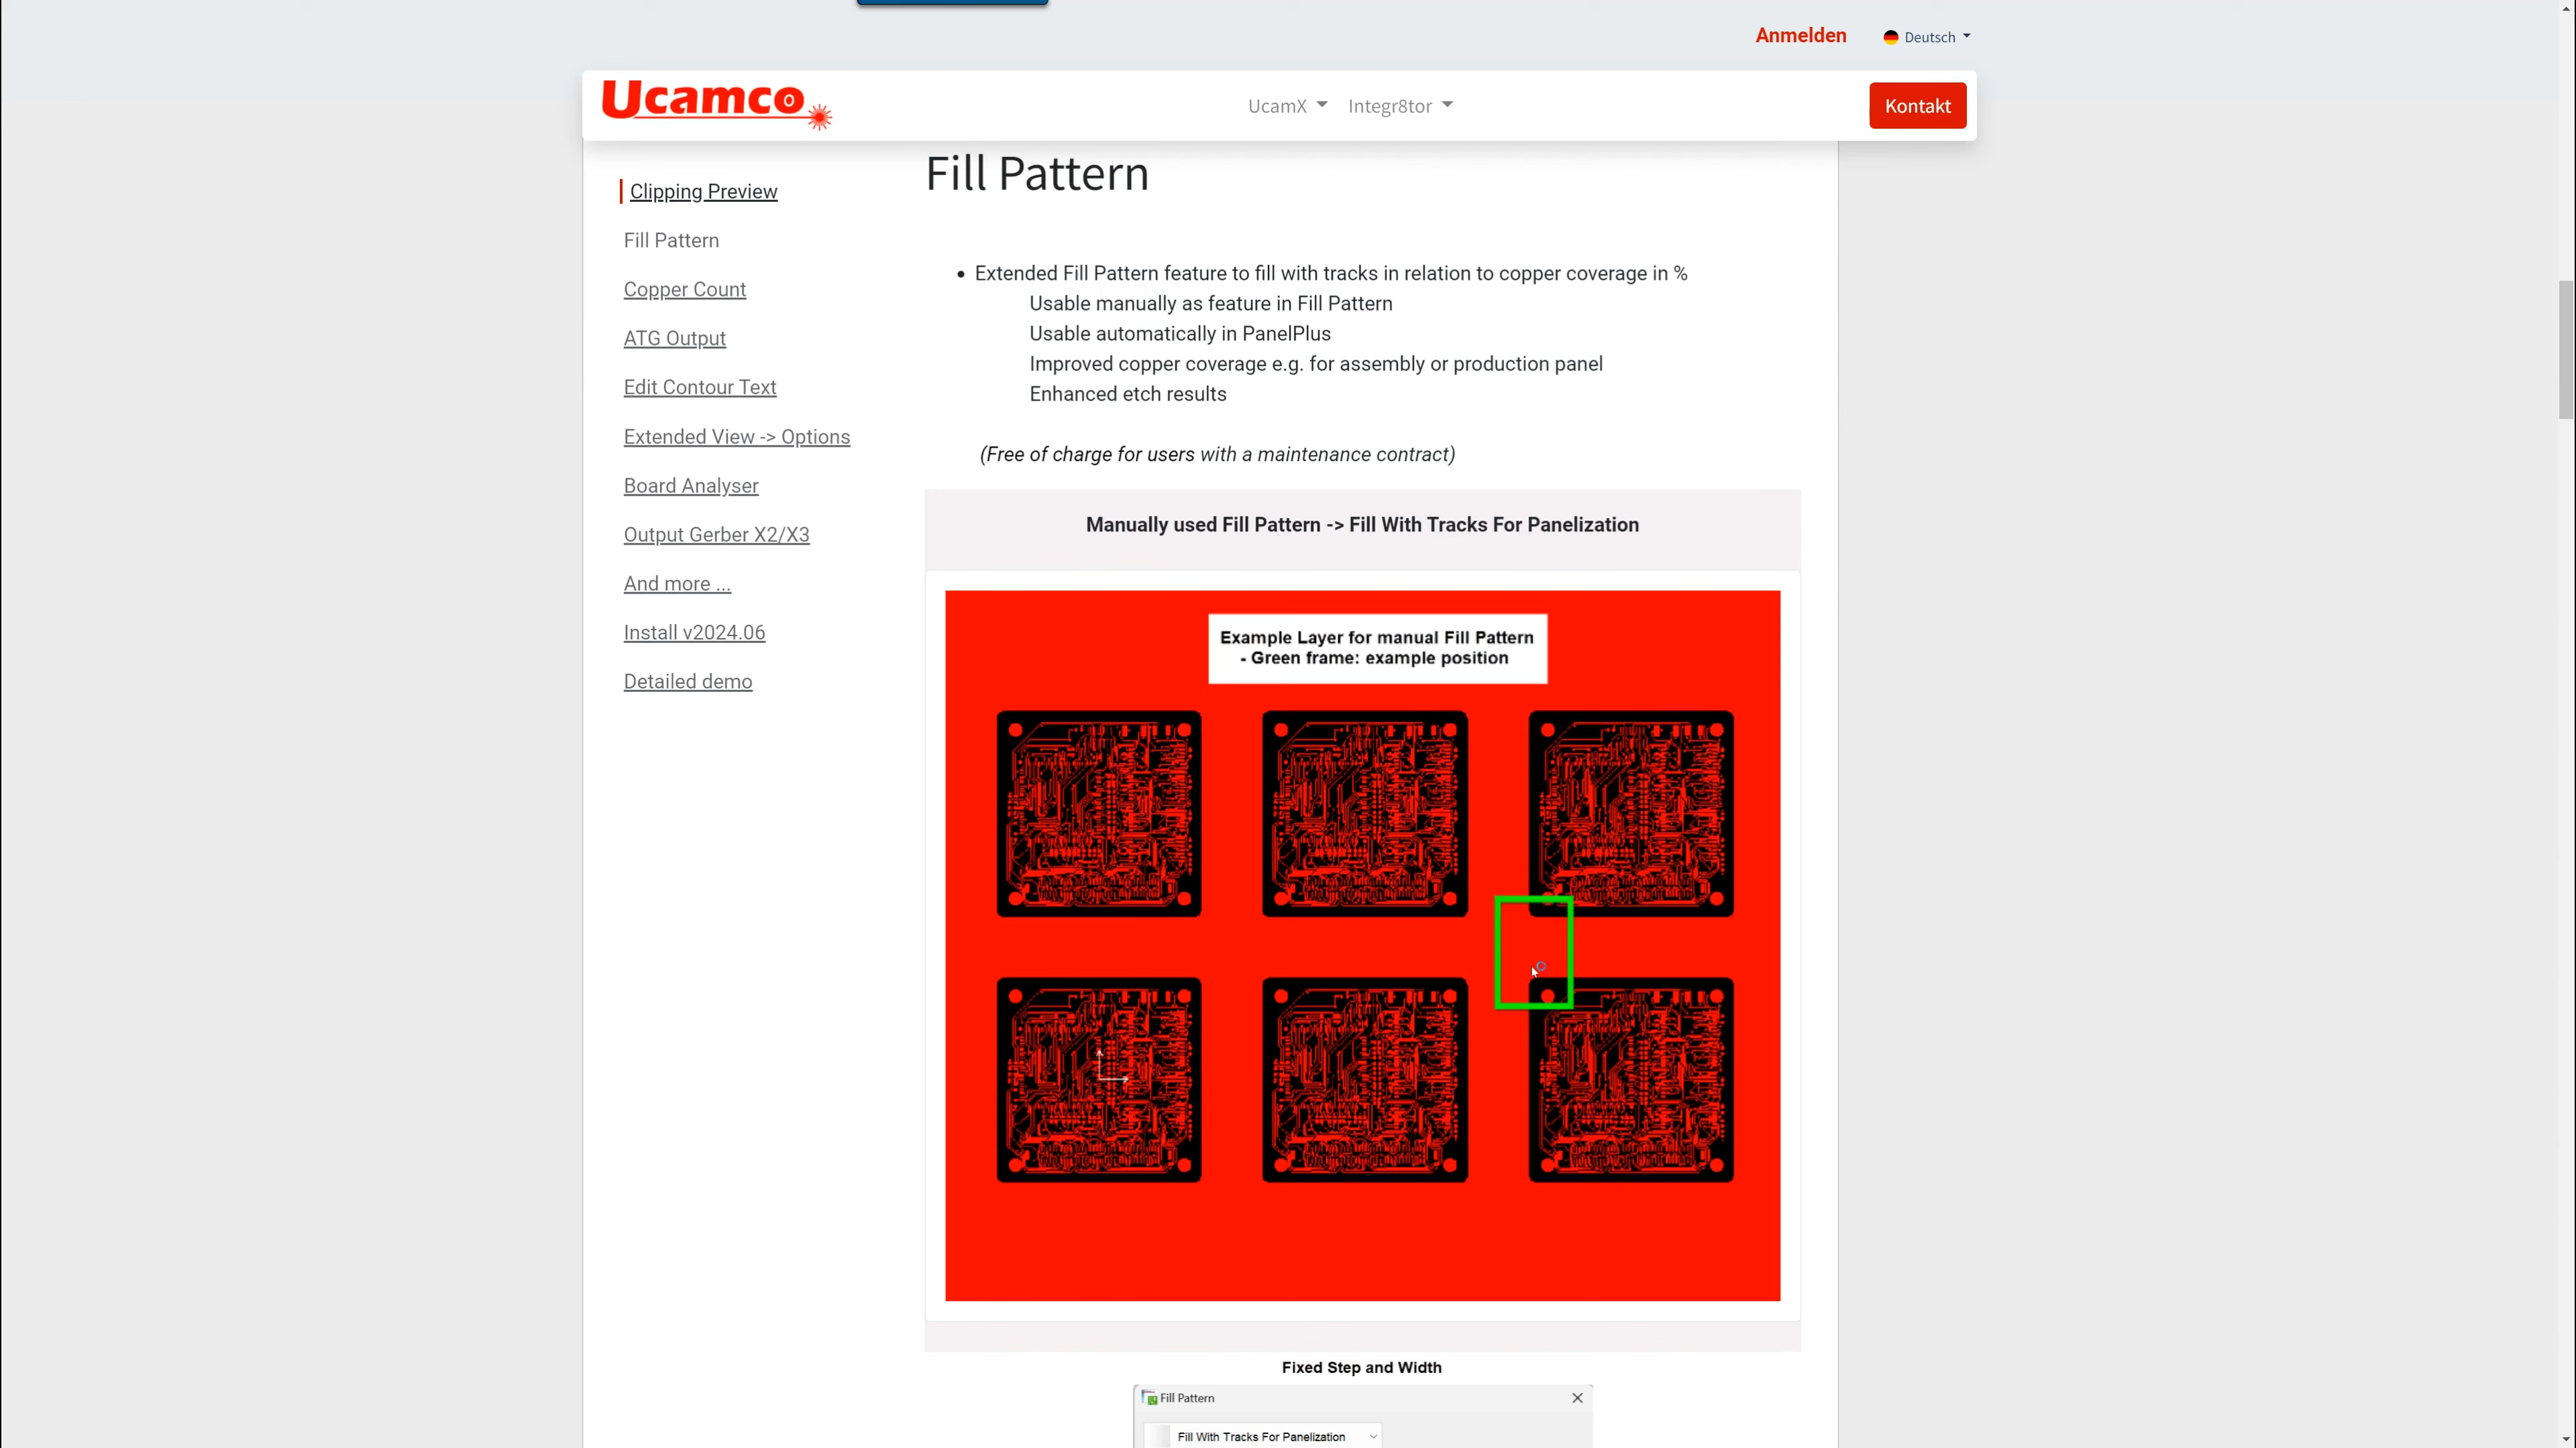 Anmelden
Deutsch
Ucamco
UcamX
Integr8tor
Kontakt
Clipping Preview
Fill Pattern
Copper Count
ATG Output
Edit Contour Text
Extended View -> Options
Board Analyser
Output Gerber X2/X3
And more ...
Install v2024.06
Detailed demo
Fill Pattern
• Extended Fill Pattern feature to fill with tracks in relation to copper coverage in %
Usable manually as feature in Fill Pattern
Usable automatically in PanelPlus
Improved copper coverage e.g. for assembly or production panel
Enhanced etch results
(Free of charge for users with a maintenance contract)
Manually used Fill Pattern -> Fill With Tracks For Panelization
Example Layer for manual Fill Pattern
- Green frame: example position
Fixed Step and Width
Fill Pattern
Fill With Tracks For Panelization